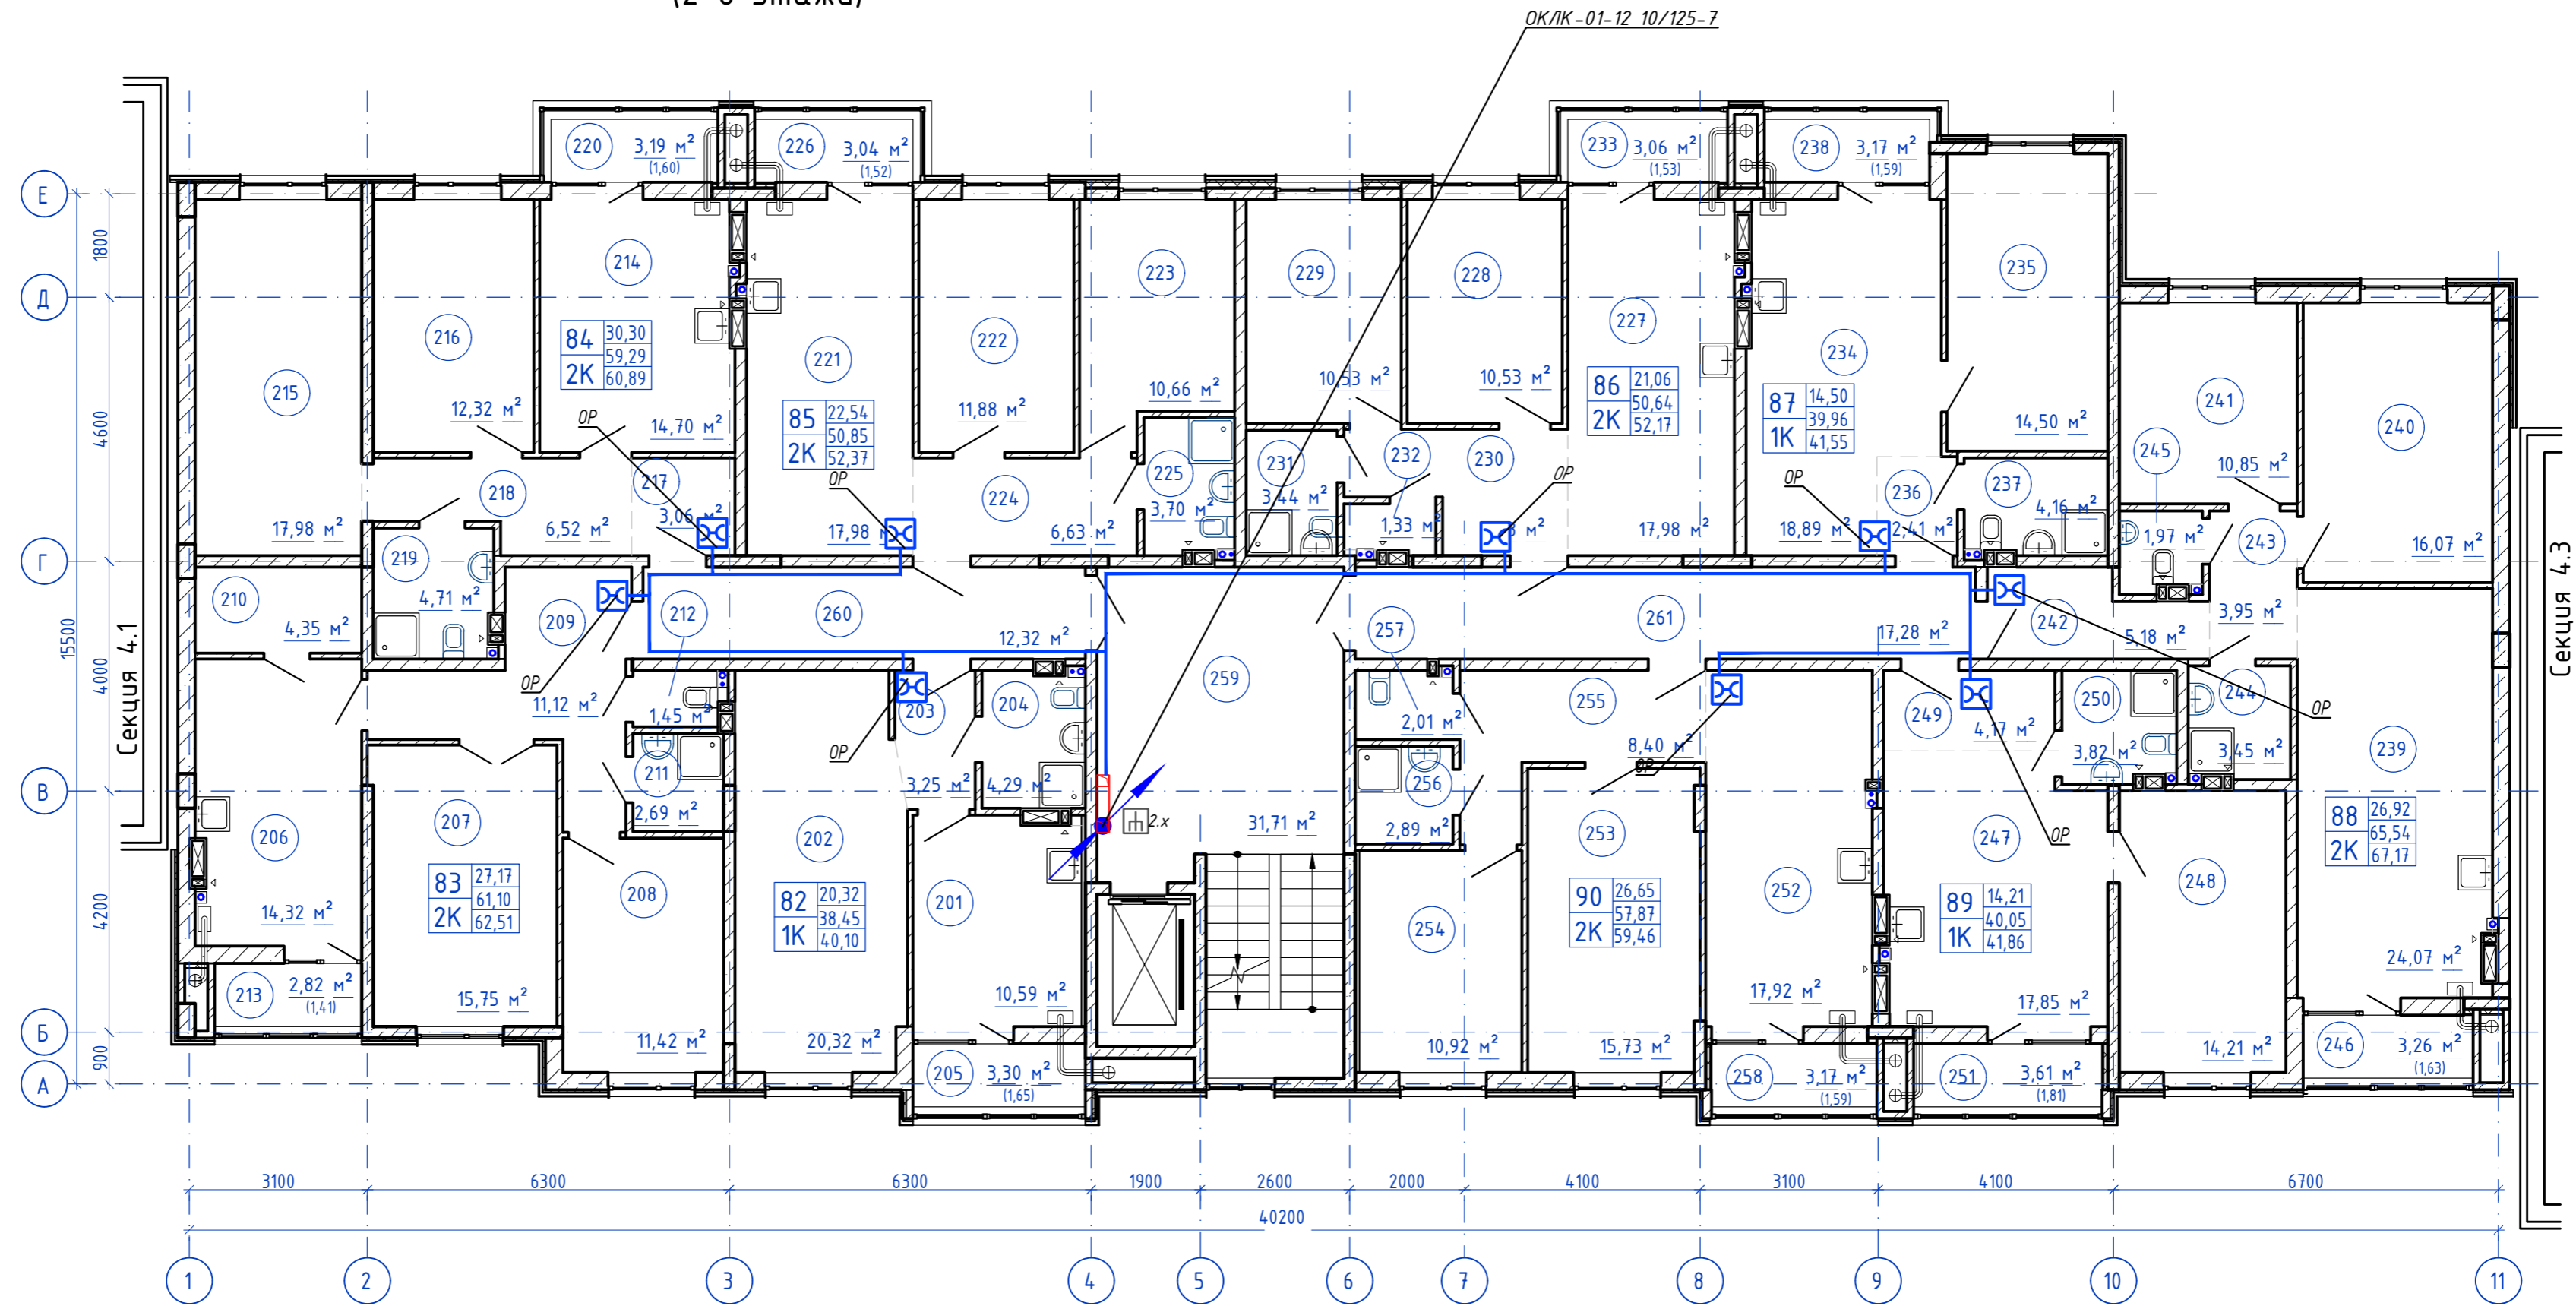 ОКЛК-01-12 10/125-7
220
3,19 м²
(1,60)
226
3,04 м²
(1,52)
233
3,06 м²
(1,53)
238
3,17 м²
(1,59)
Е
Д
Г
В
Б
А
1800
4600
4000
4200
900
15500
Секция 4.1
Секция 4.3
215
17,98 м²
216
12,32 м²
214
84 30,30
59,29
2К 60,89
14,70 м²
ОР
217
3,06 м²
218
6,52 м²
219
4,71 м²
221
85 22,54
50,85
2К 52,37
ОР
17,98 м²
222
11,88 м²
224
6,63 м²
223
10,66 м²
225
3,70 м²
229
10,53 м²
228
10,53 м²
231
3,44 м²
232
1,33 м²
230
ОР
227
86 21,06
50,64
2К 52,17
17,98 м²
234
87 14,50
39,96
1К 41,55
ОР
18,89 м²
235
14,50 м²
236
2,41 м²
237
4,16 м²
241
10,85 м²
245
1,97 м²
243
3,95 м²
240
16,07 м²
210
4,35 м²
209
11,12 м²
ОР
212
1,45 м²
260
12,32 м²
259
31,71 м²
257
2,01 м²
261
17,28 м²
242
5,18 м²
ОР
206
14,32 м²
207
83 27,17
61,10
2К 62,51
15,75 м²
208
11,42 м²
211
2,69 м²
213
2,82 м²
(1,41)
202
82 20,32
38,45
1К 40,10
20,32 м²
ОР
203
3,25 м²
204
4,29 м²
201
10,59 м²
205
3,30 м²
(1,65)
2.х
256
2,89 м²
255
8,40 м²
ОР
254
10,92 м²
253
90 26,65
57,87
2К 59,46
15,73 м²
252
17,92 м²
258
3,17 м²
(1,59)
249
4,17 м²
ОР
250
3,82 м²
244
3,45 м²
247
89 14,21
40,05
1К 41,86
17,85 м²
251
3,61 м²
(1,81)
248
14,21 м²
239
88 26,92
65,54
2К 67,17
24,07 м²
246
3,26 м²
(1,63)
3100
6300
6300
1900
2600
2000
4100
3100
4100
6700
40200
1
2
3
4
5
6
7
8
9
10
11